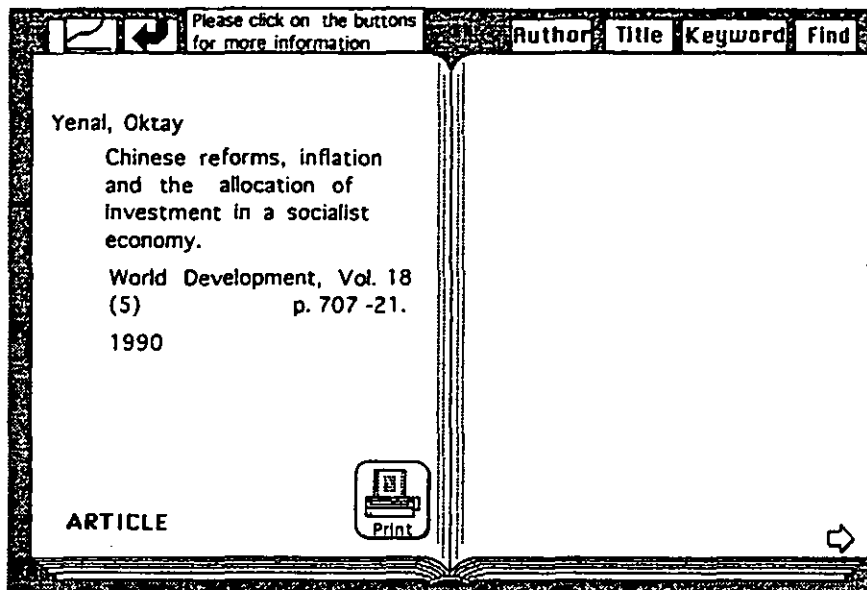 Please click on the buttons
for more information
Author Title Keyword Find
Yenal, Oktay
Chinese reforms, inflation
and the allocation of
investment in a socialist
economy.
World Development, Vol. 18
(5) p. 707 -21.
1990
Print
ARTICLE